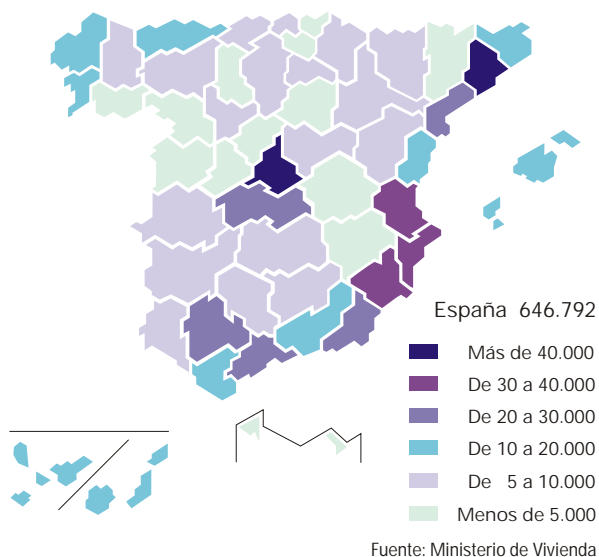 España 646.792
Más de 40.000
De 30 a 40.000
De 20 a 30.000
De 10 a 20.000
De 5 a 10.000
Menos de 5.000
Fuente: Ministerio de Vivienda